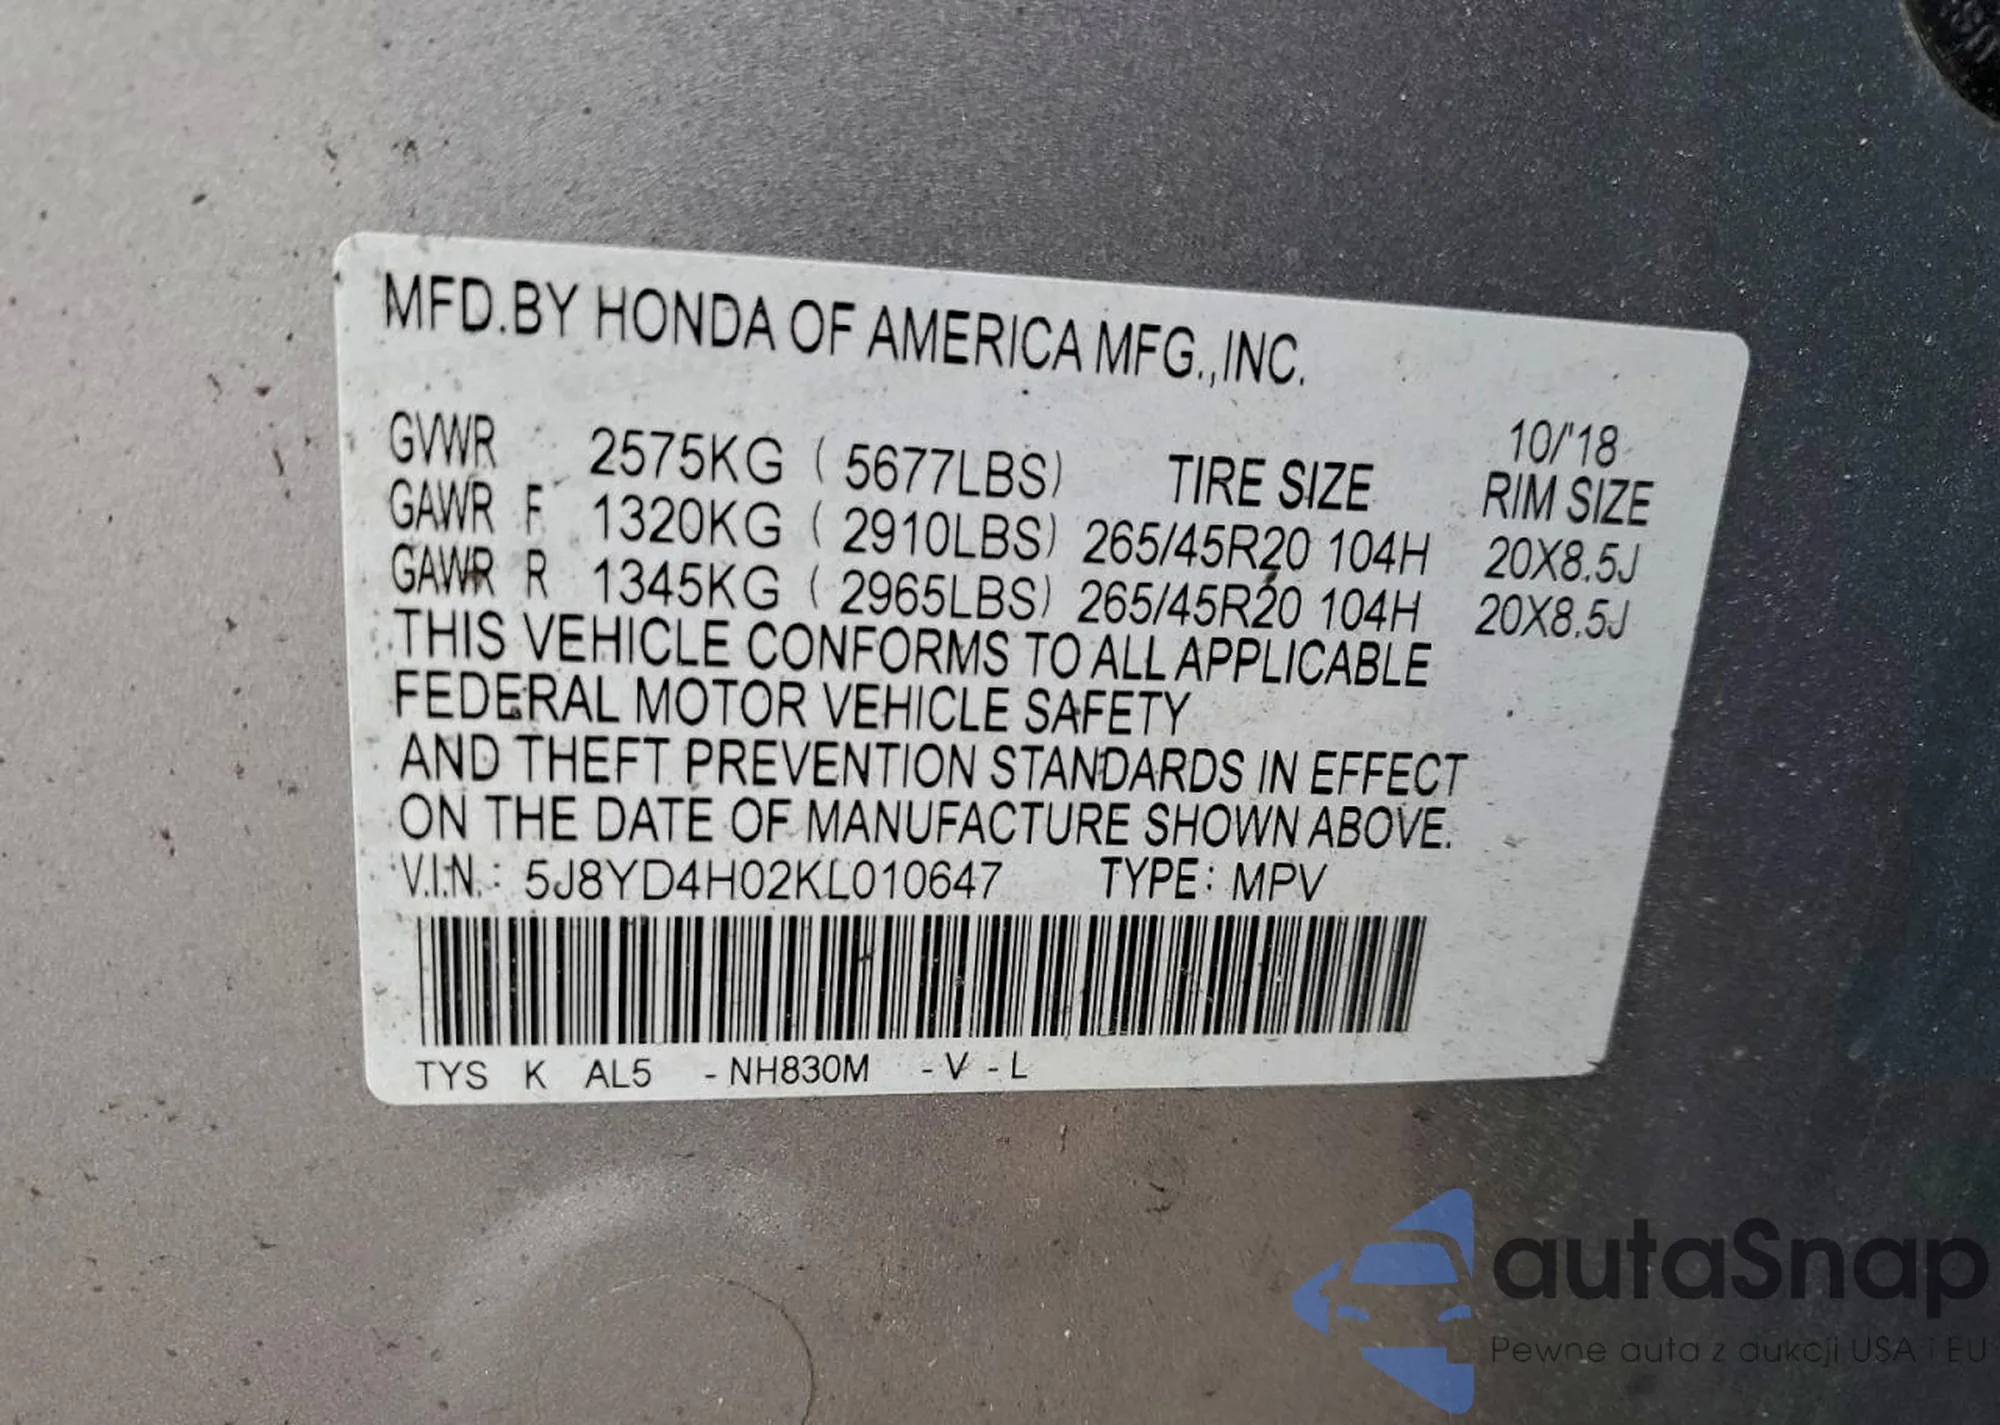 MFD.BY HONDA OF AMERICA MFG.,INC.
10/'18
GVWR 2575KG ( 5677LBS) TIRE SIZE RIM SIZE
GAWR F 1320KG ( 2910LBS) 265/45R20 104H 20X8.5J
GAWR R 1345KG ( 2965LBS) 265/45R20 104H 20X8.5J
THIS VEHICLE CONFORMS TO ALL APPLICABLE
FEDERAL MOTOR VEHICLE SAFETY
AND THEFT PREVENTION STANDARDS IN EFFECT
ON THE DATE OF MANUFACTURE SHOWN ABOVE.
V.I.N.: 5J8YD4H02KL010647 TYPE: MPV
TYS K AL5 -NH830M -V-L
autaSnap
Pewne auta z aukcji USA i EU